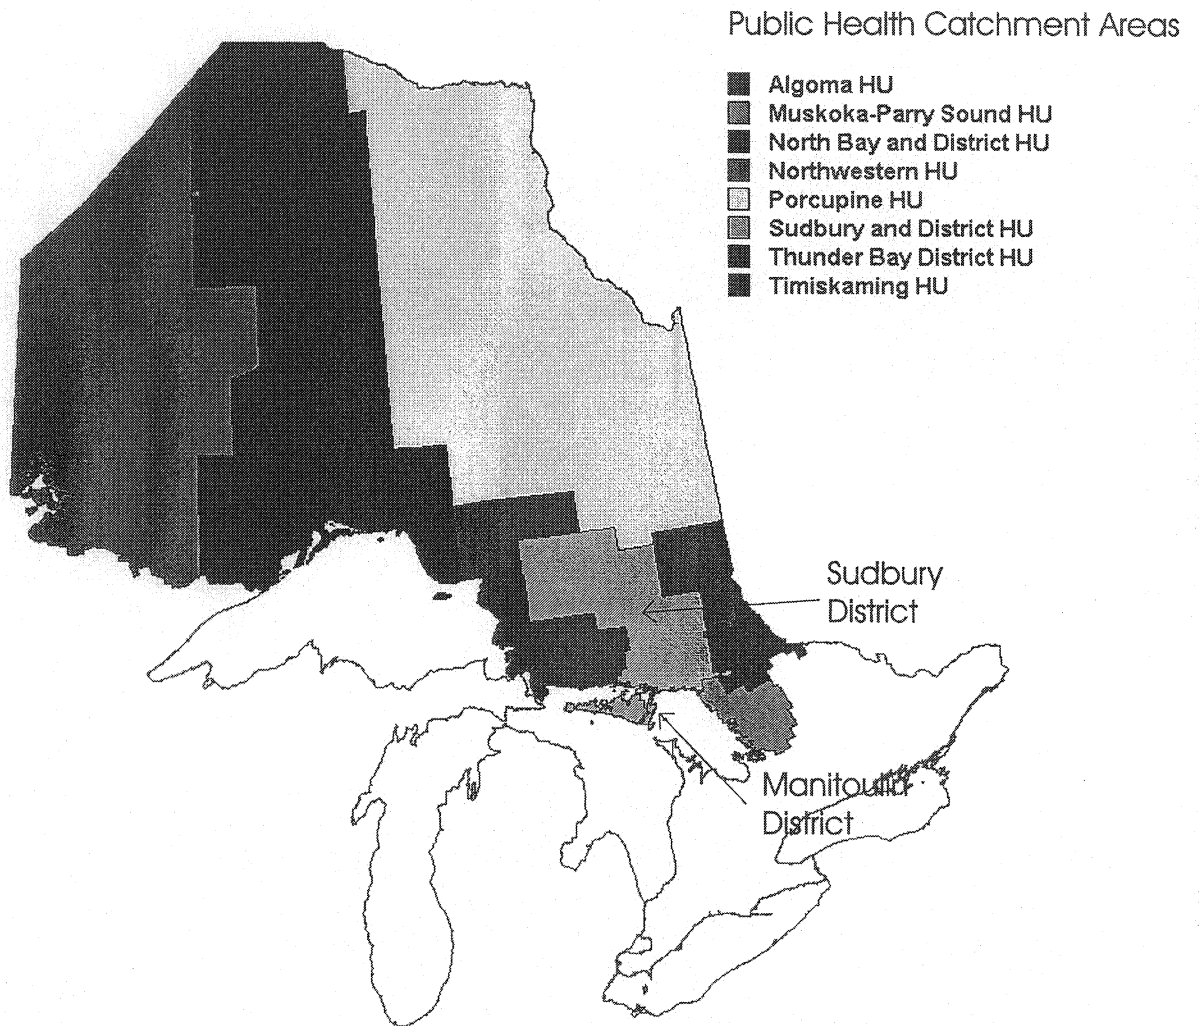 Public Health Catchment Areas
Algoma HU
Muskoka-Parry Sound HU
North Bay and District HU
Northwestern HU
Porcupine HU
Sudbury and District HU
Thunder Bay District HU
Timiskaming HU
Sudbury
District
Manitoulin
District